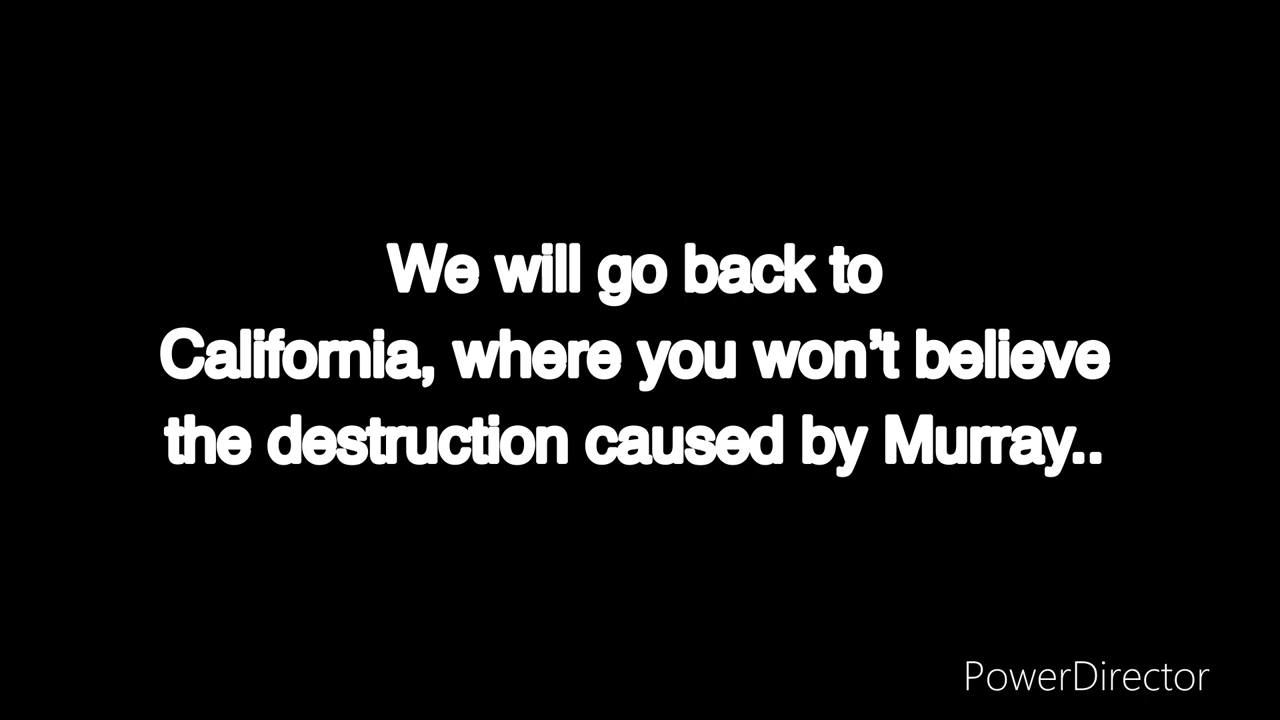 We will go back to
California, where you won't believe
the destruction caused by Murray..
PowerDirector